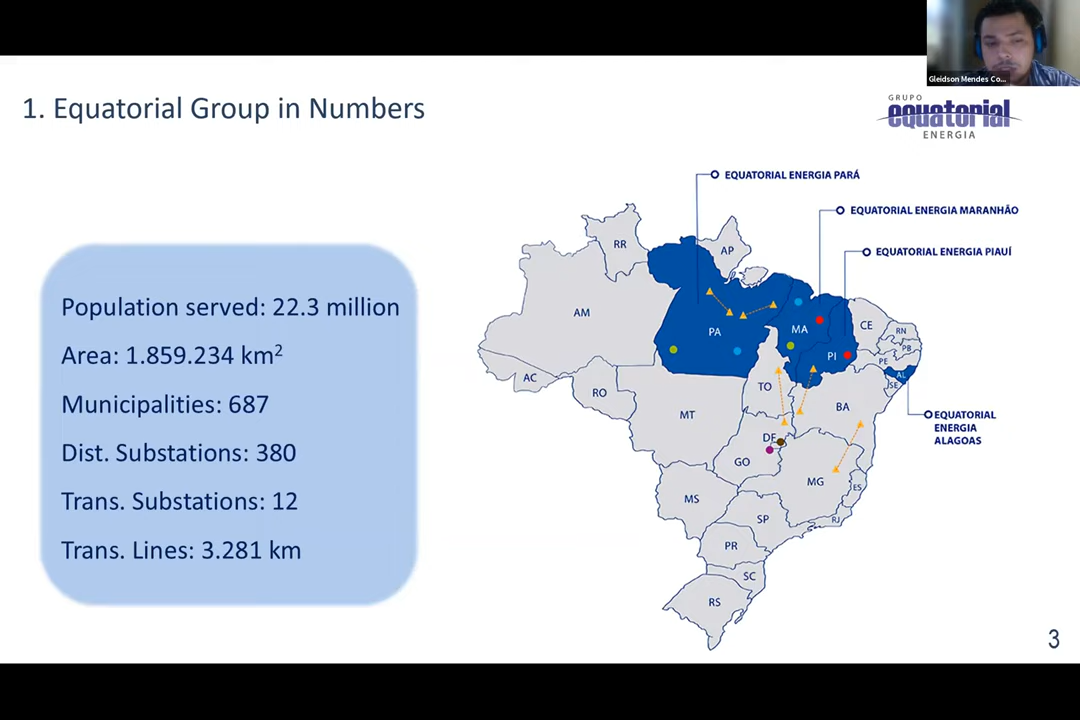 Gleidson Mendes Co...
1. Equatorial Group in Numbers
GRUPO
equatorial
ENERGIA
EQUATORIAL ENERGIA PARÁ
EQUATORIAL ENERGIA MARANHÃO
EQUATORIAL ENERGIA PIAUÍ
Population served: 22.3 million
Area: 1.859.234 km²
Municipalities: 687
Dist. Substations: 380
Trans. Substations: 12
Trans. Lines: 3.281 km
RR
AP
AM
PA
MA
CE
RN
PB
PE
PI
AL
SE
AC
RO
TO
BA
MT
EQUATORIAL
ENERGIA
ALAGOAS
DF
GO
MG
ES
MS
SP
RJ
PR
SC
RS
3